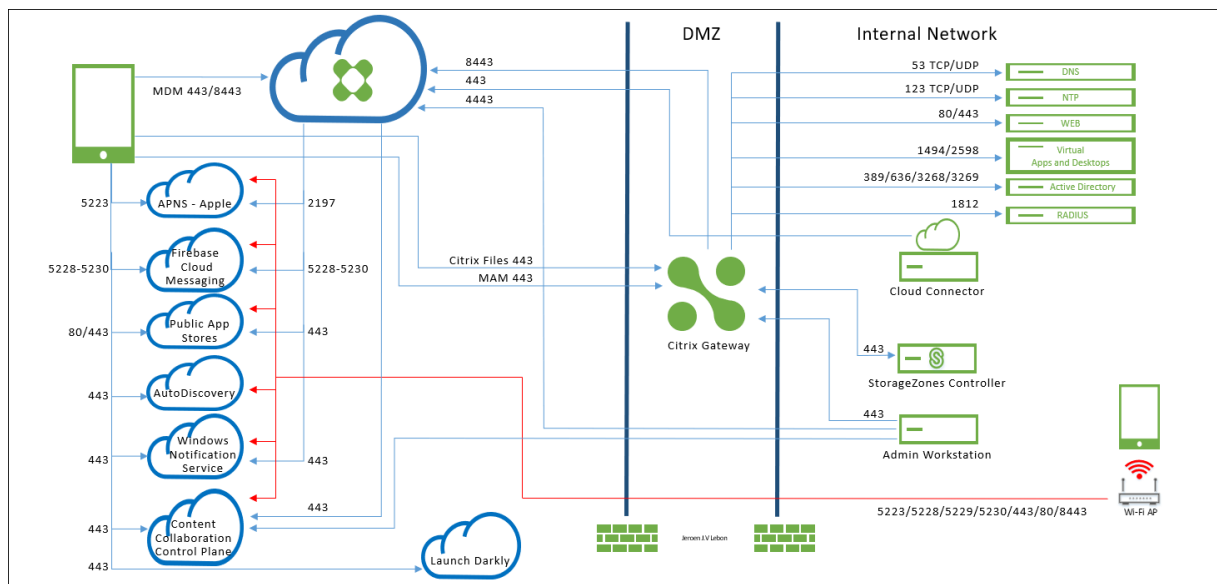 DMZ
Internal Network
MDM 443/8443
8443
443
4443
53 TCP/UDP
DNS
123 TCP/UDP
NTP
80/443
WEB
1494/2598
Virtual
Apps and Desktops
389/636/3268/3269
Active Directory
1812
RADIUS
5223
APNS - Apple
2197
5228-5230
Firebase
Cloud
Messaging
5228-5230
Citrix Files 443
MAM 443
Cloud Connector
80/443
Public App
Stores
443
Citrix Gateway
443
StorageZones Controller
443
AutoDiscovery
443
Admin Workstation
443
Windows
Notification
Service
443
443
443
Content
Collaboration
Control Plane
5223/5228/5229/5230/443/80/8443
Wi-Fi AP
443
Launch Darkly
Jeroen J.V Lebon